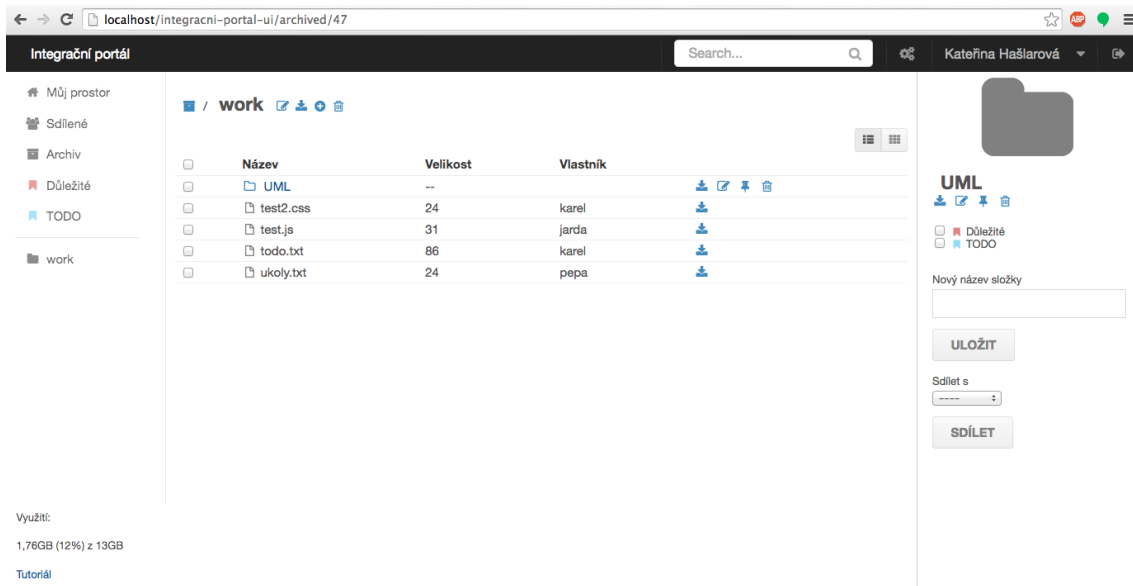 localhost/integracni-portal-ui/archived/47
ABP
Integrační portál
Search...
Kateřina Hašlarová
Můj prostor
Sdílené
Archiv
Důležité
TODO
work
/ work
Název Velikost Vlastník
UML --
test2.css 24 karel
test.js 31 jarda
todo.txt 86 karel
ukoly.txt 24 pepa
UML
Důležité
TODO
Nový název složky
ULOŽIT
Sdílet s
----
SDÍLET
Využití:
1,76GB (12%) z 13GB
Tutoriál